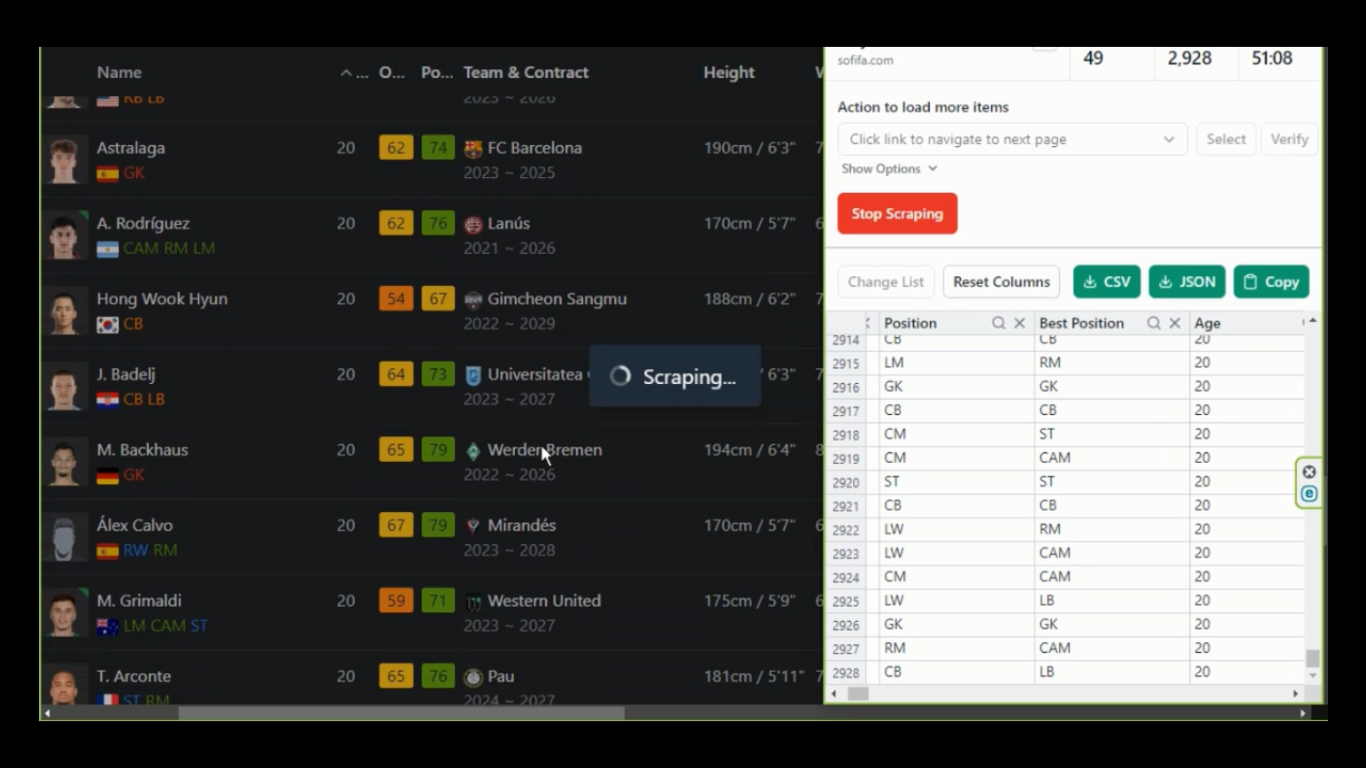 Name ... O... Po... Team & Contract Height
RB LB 2023 ~ 2026
Astralaga 20 62 74 FC Barcelona 190cm / 6'3" 7
GK 2023 ~ 2025
A. Rodríguez 20 62 76 Lanús 170cm / 5'7" 6
CAM RM LM 2021 ~ 2026
Hong Wook Hyun 20 54 67 Gimcheon Sangmu 188cm / 6'2" 7
CB 2022 ~ 2029
J. Badelj 20 64 73 Universitatea / 6'3" 7
CB LB 2023 ~ 2027
M. Backhaus 20 65 79 Werder Bremen 194cm / 6'4" 8
GK 2022 ~ 2026
Álex Calvo 20 67 79 Mirandés 170cm / 5'7" 6
RW RM 2023 ~ 2028
M. Grimaldi 20 59 71 Western United 175cm / 5'9" 6
LM CAM ST 2023 ~ 2027
T. Arconte 20 65 76 Pau 181cm / 5'11" 7
ST RM 2024 ~ 2027
Scraping...
sofifa.com 49 2,928 51:08
Action to load more items
Click link to navigate to next page Select Verify
Show Options
Stop Scraping
Change List Reset Columns CSV JSON Copy
Position Best Position Age
2914 CB CB 20
2915 LM RM 20
2916 GK GK 20
2917 CB CB 20
2918 CM ST 20
2919 CM CAM 20
2920 ST ST 20
2921 CB CB 20
2922 LW RM 20
2923 LW CAM 20
2924 CM CAM 20
2925 LW LB 20
2926 GK GK 20
2927 RM CAM 20
2928 CB LB 20